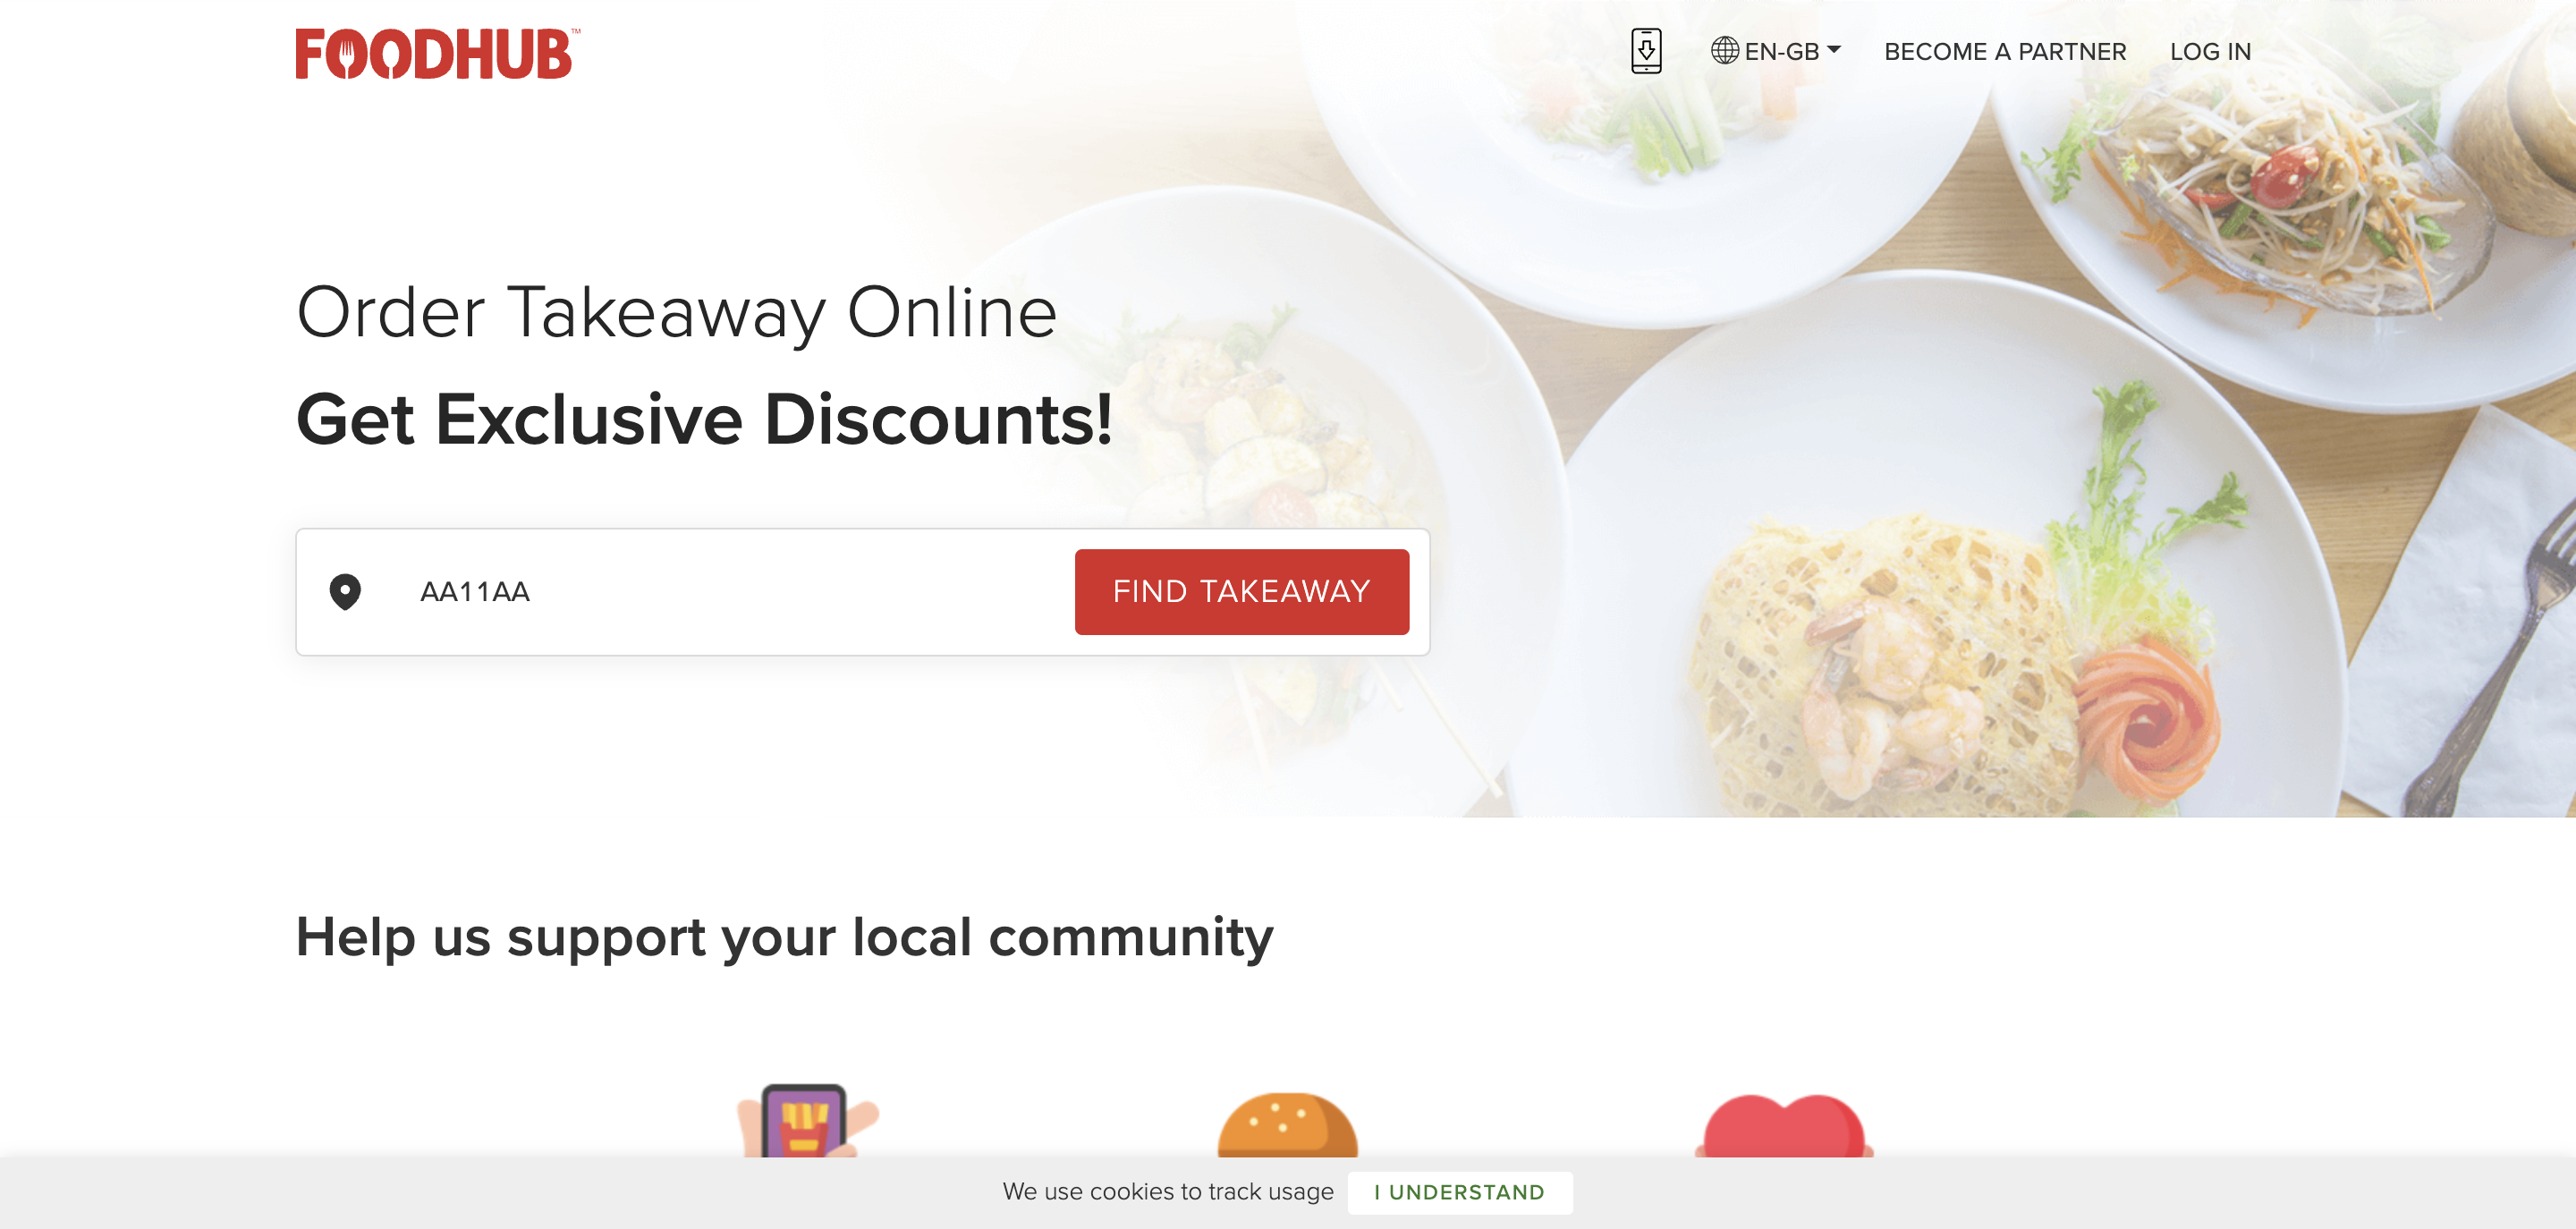 FOODHUB™
EN-GB
BECOME A PARTNER
LOG IN
Order Takeaway Online
Get Exclusive Discounts!
AA11AA
FIND TAKEAWAY
Help us support your local community
We use cookies to track usage
I UNDERSTAND